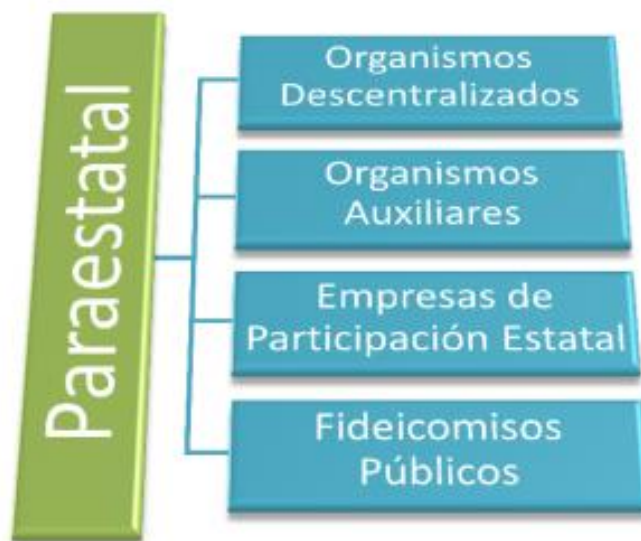 Paraestatal
Organismos
Descentralizados
Organismos
Auxiliares
Empresas de
Participación Estatal
Fideicomisos
Públicos